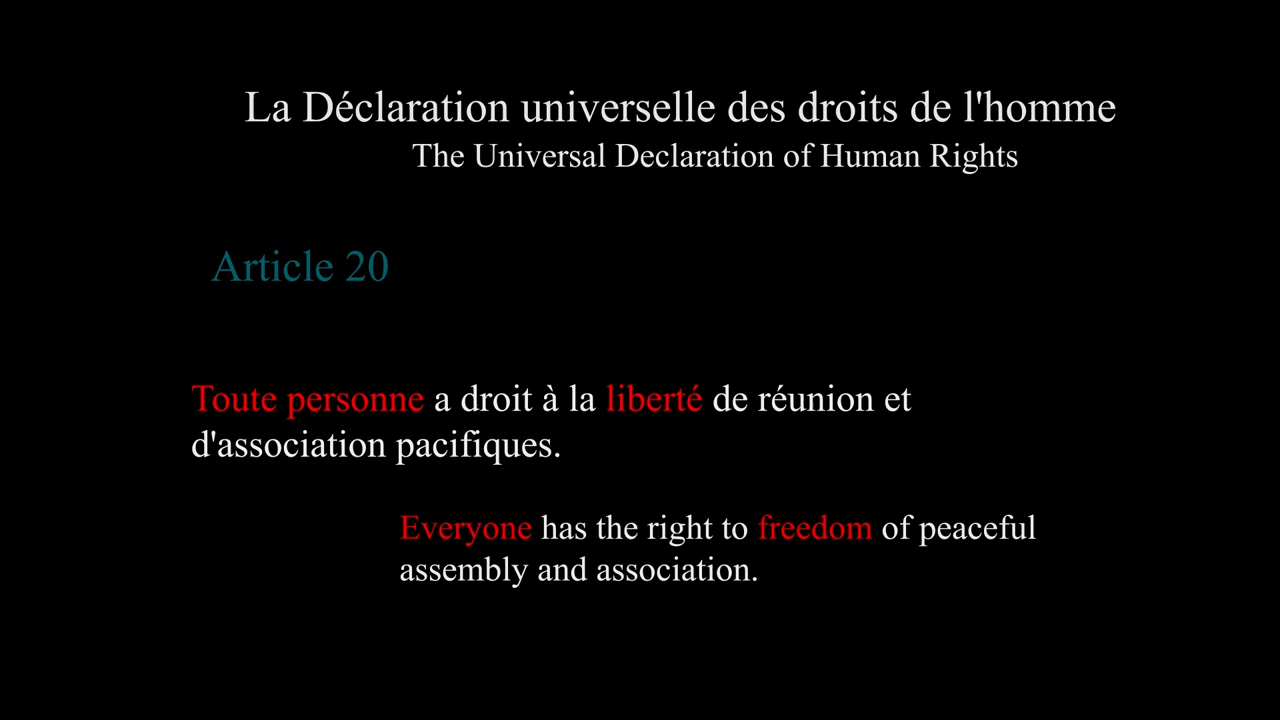 La Déclaration universelle des droits de l'homme
The Universal Declaration of Human Rights
Article 20
Toute personne a droit à la liberté de réunion et
d'association pacifiques.
Everyone has the right to freedom of peaceful
assembly and association.